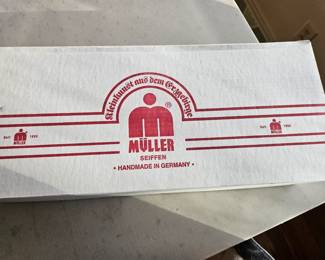 Kleinkunst aus dem Erzgebirge
®
MÜLLER
SEIFFEN
• HANDMADE IN GERMANY •